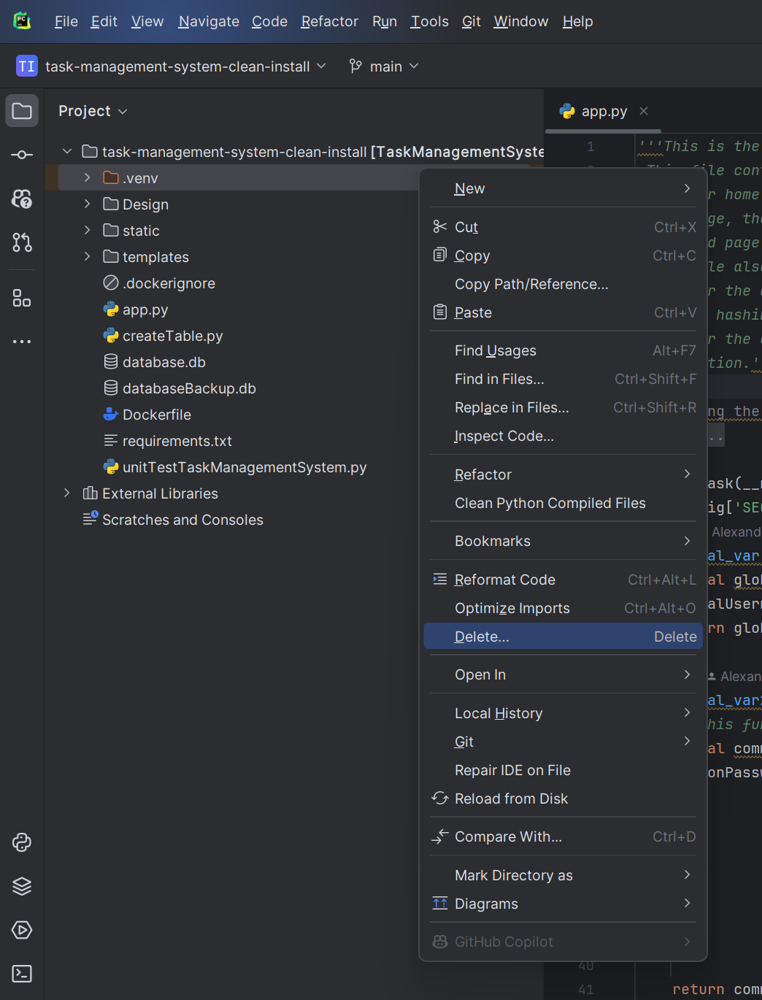 PC
File Edit View Navigate Code Refactor Run Tools Git Window Help
TI task-management-system-clean-install main
Project
app.py
task-management-system-clean-install [TaskManagementSyste
.venv
Design
static
templates
.dockerignore
app.py
createTable.py
database.db
databaseBackup.db
Dockerfile
requirements.txt
unitTestTaskManagementSystem.py
External Libraries
Scratches and Consoles
New
Cut Ctrl+X
Copy Ctrl+C
Copy Path/Reference...
Paste Ctrl+V
Find Usages Alt+F7
Find in Files... Ctrl+Shift+F
Replace in Files... Ctrl+Shift+R
Inspect Code...
Refactor
Clean Python Compiled Files
Bookmarks
Reformat Code Ctrl+Alt+L
Optimize Imports Ctrl+Alt+O
Delete... Delete
Open In
Local History
Git
Repair IDE on File
Reload from Disk
Compare With... Ctrl+D
Mark Directory as
Diagrams
GitHub Copilot
1 '''This is the
file con
r home
ge, the
d page
le als
r the
hashi
r the
tion.'
ng the
..
ask(__
ig['SE
Alexand
al_var
al glo
alUser
rn glo
Alexan
al_var
his fu
al com
onPass
40
41 return com